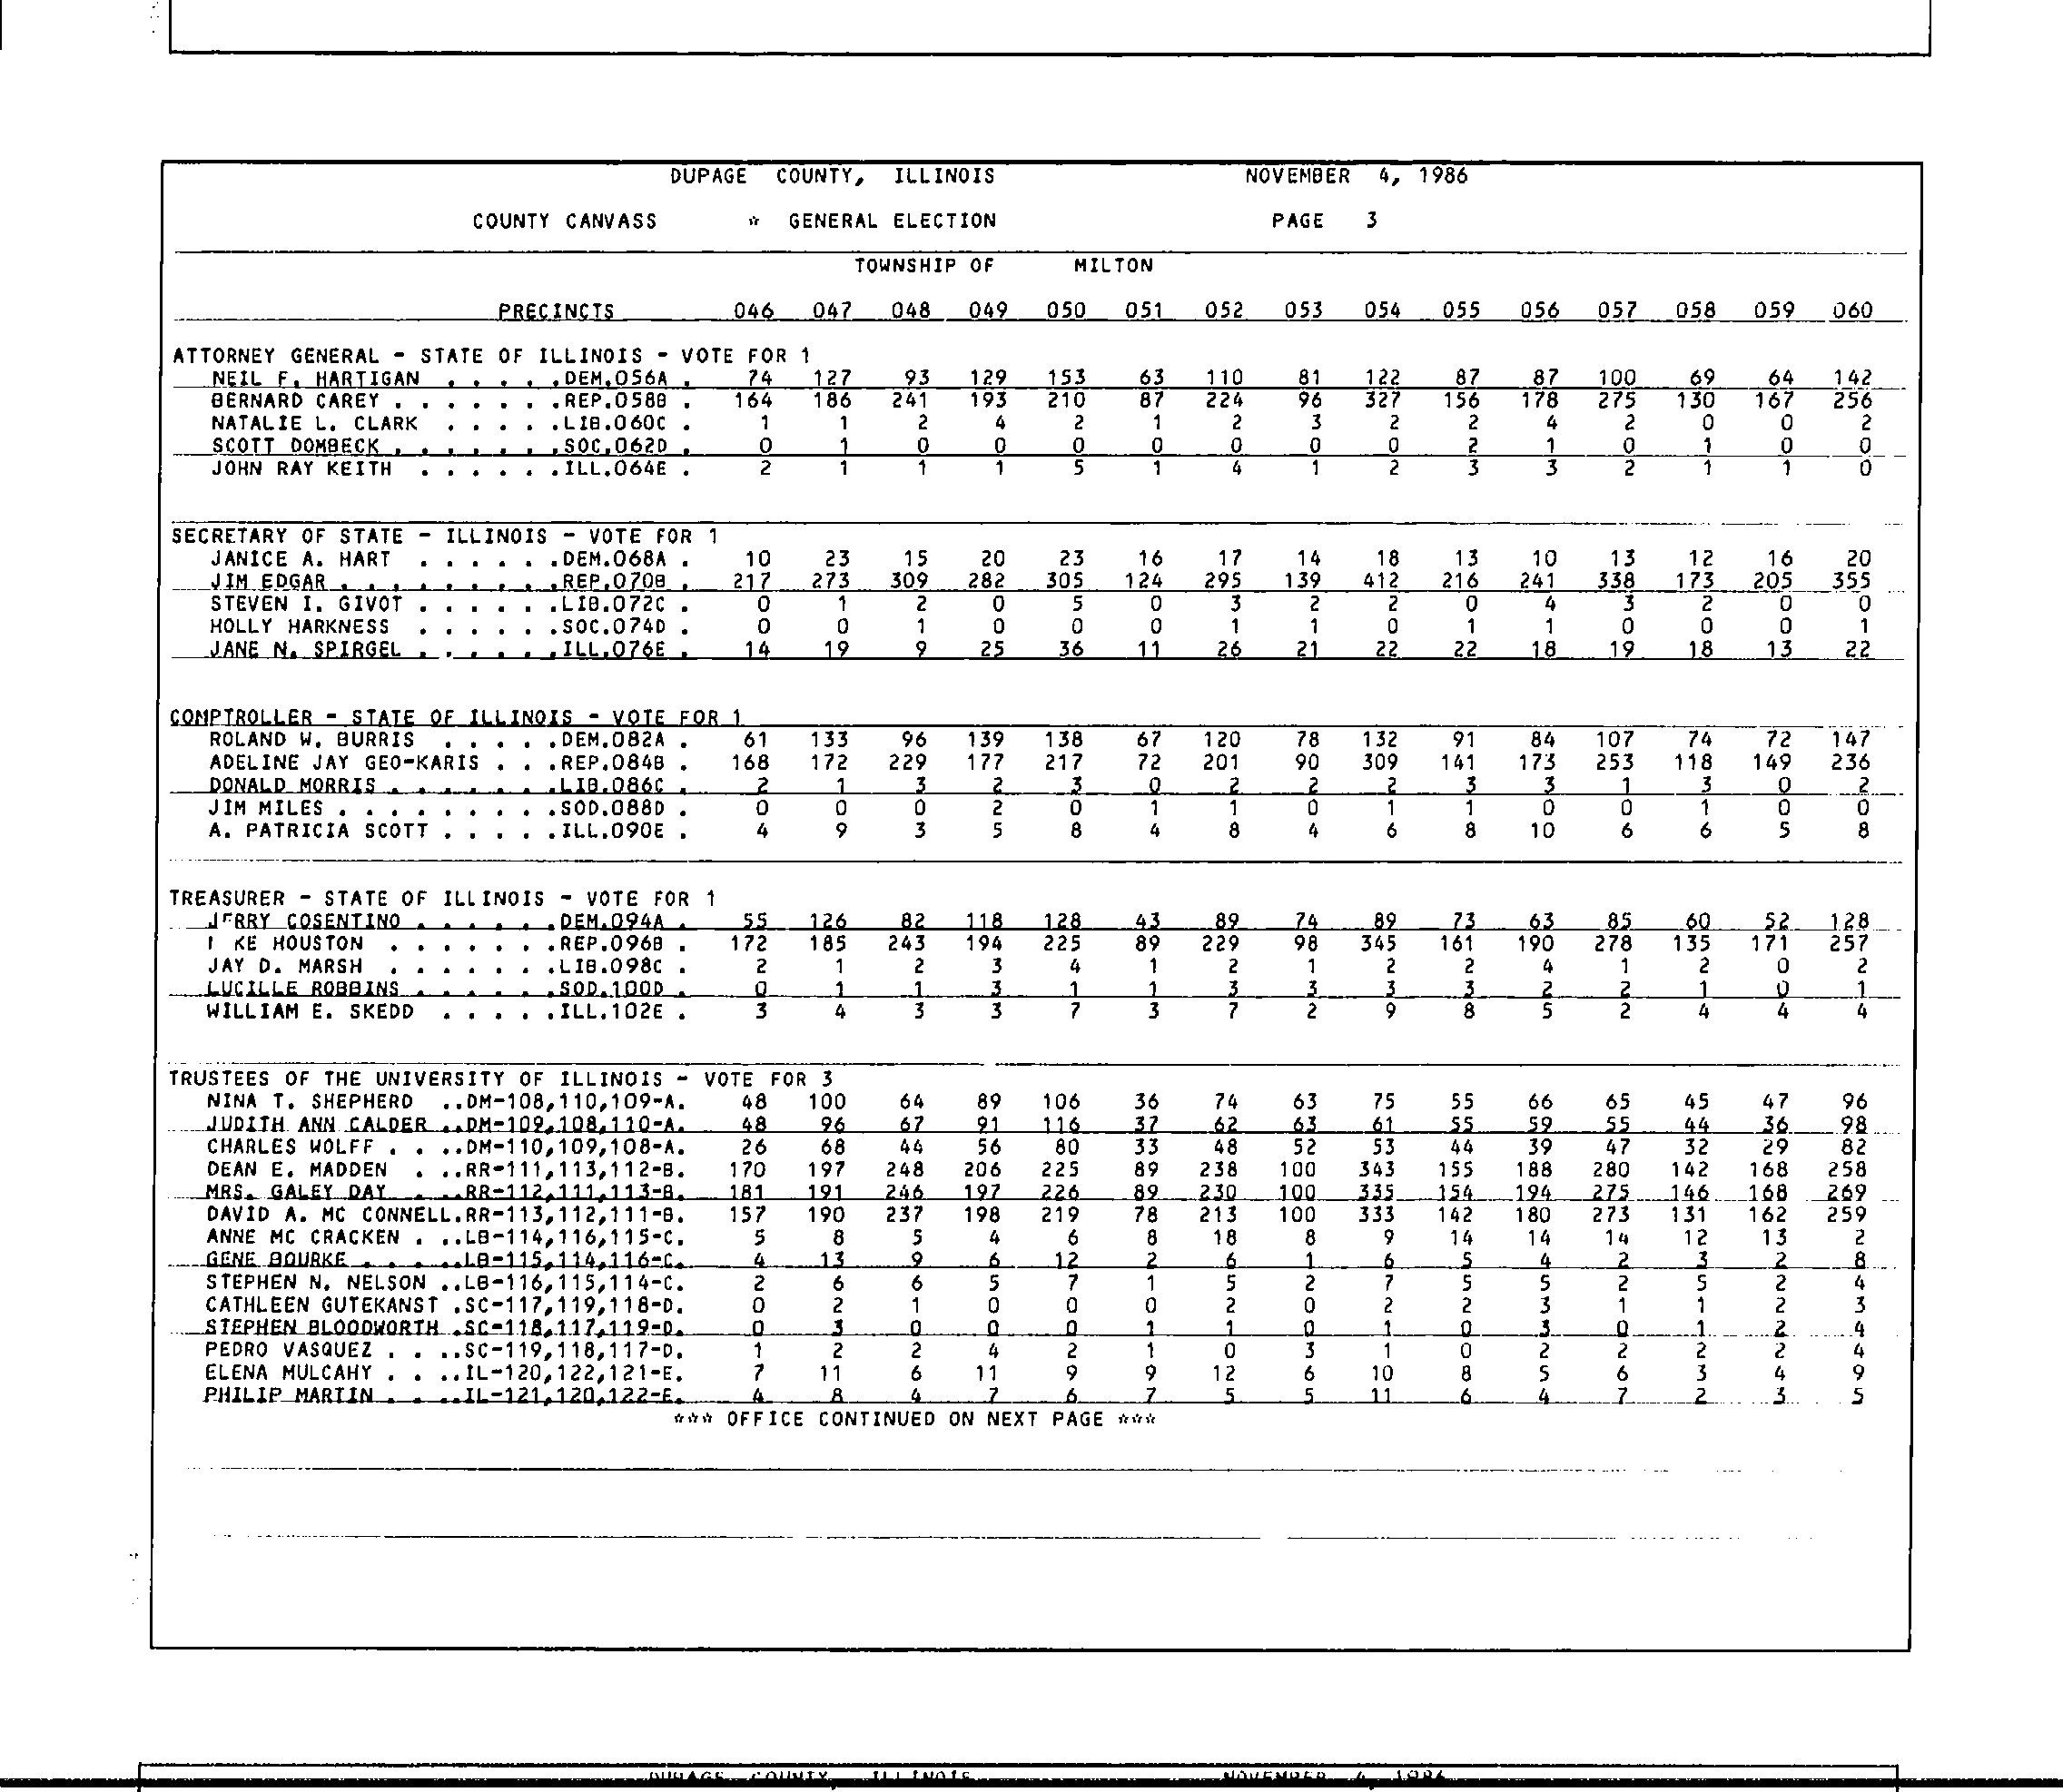 DUPAGE COUNTY, ILLINOIS NOVEMBER 4, 1986
COUNTY CANVASS * GENERAL ELECTION PAGE 3
TOWNSHIP OF MILTON
PRECINCTS 046 047 048 049 050 051 052 053 054 055 056 057 058 059 060
ATTORNEY GENERAL - STATE OF ILLINOIS - VOTE FOR 1
NEIL F. HARTIGAN . . . . .DEM.056A . 74 127 93 129 153 63 110 81 122 87 87 100 69 64 142
BERNARD CAREY . . . . . . .REP.058B . 164 186 241 193 210 87 224 96 327 156 178 275 130 167 256
NATALIE L. CLARK . . . . .LIB.060C . 1 1 2 4 2 1 2 3 2 2 4 2 0 0 2
SCOTT DOMBECK . . . . . . .SOC.062D . 0 1 0 0 0 0 0 0 0 2 1 0 1 0 0
JOHN RAY KEITH . . . . . .ILL.064E . 2 1 1 1 5 1 4 1 2 3 3 2 1 1 0
SECRETARY OF STATE - ILLINOIS - VOTE FOR 1
JANICE A. HART . . . . . .DEM.068A . 10 23 15 20 23 16 17 14 18 13 10 13 12 16 20
JIM EDGAR . . . . . . . . .REP.070B . 217 273 309 282 305 124 295 139 412 216 241 338 173 205 355
STEVEN I. GIVOT . . . . . .LIB.072C . 0 1 2 0 5 0 3 2 2 0 4 3 2 0 0
HOLLY HARKNESS . . . . . .SOC.074D . 0 0 1 0 0 0 1 1 0 1 1 0 0 0 1
JANE N. SPIRGEL . . . . . .ILL.076E . 14 19 9 25 36 11 26 21 22 22 18 19 18 13 22
COMPTROLLER - STATE OF ILLINOIS - VOTE FOR 1
ROLAND W. BURRIS . . . . .DEM.082A . 61 133 96 139 138 67 120 78 132 91 84 107 74 72 147
ADELINE JAY GEO-KARIS . . .REP.084B . 168 172 229 177 217 72 201 90 309 141 173 253 118 149 236
DONALD MORRIS . . . . . . .LIB.086C . 2 1 3 2 3 0 2 2 2 3 3 1 3 0 2
JIM MILES . . . . . . . . .SOD.088D . 0 0 0 2 0 1 1 0 1 1 0 0 1 0 0
A. PATRICIA SCOTT . . . . .ILL.090E . 4 9 3 5 8 4 8 4 6 8 10 6 6 5 8
TREASURER - STATE OF ILLINOIS - VOTE FOR 1
JERRY COSENTINO . . . . . .DEM.094A . 55 126 82 118 128 43 89 74 89 73 63 85 60 52 128
KE HOUSTON . . . . . . .REP.096B . 172 185 243 194 225 89 229 98 345 161 190 278 135 171 257
JAY D. MARSH . . . . . . .LIB.098C . 2 1 2 3 4 1 2 1 2 2 4 1 2 0 2
LUCILLE ROBBINS . . . . . .SOD.100D . 0 1 1 3 1 1 3 3 3 3 2 2 1 0 1
WILLIAM E. SKEDD . . . . .ILL.102E . 3 4 3 3 7 3 7 2 9 8 5 2 4 4 4
TRUSTEES OF THE UNIVERSITY OF ILLINOIS - VOTE FOR 3
NINA T. SHEPHERD ..DM-108,110,109-A. 48 100 64 89 106 36 74 63 75 55 66 65 45 47 96
JUDITH ANN CALDER ..DM-109,108,110-A. 48 96 67 91 116 37 62 63 61 55 59 55 44 36 98
CHARLES WOLFF . . ..DM-110,109,108-A. 26 68 44 56 80 33 48 52 53 44 39 47 32 29 82
DEAN E. MADDEN . ..RR-111,113,112-B. 170 197 248 206 225 89 238 100 343 155 188 280 142 168 258
MRS. GALEY DAY . ..RR-112,111,113-B. 181 191 246 197 226 89 230 100 335 154 194 275 146 168 269
DAVID A. MC CONNELL.RR-113,112,111-B. 157 190 237 198 219 78 213 100 333 142 180 273 131 162 259
ANNE MC CRACKEN . ..LB-114,116,115-C. 5 8 5 4 6 8 18 8 9 14 14 14 12 13 2
GENE BOURKE . . . ..LB-115,114,116-C. 4 13 9 6 12 2 6 1 6 5 4 2 3 2 8
STEPHEN N. NELSON ..LB-116,115,114-C. 2 6 6 5 7 1 5 2 7 5 5 2 5 2 4
CATHLEEN GUTEKANST .SC-117,119,118-D. 0 2 1 0 0 0 2 0 2 2 3 1 1 2 3
STEPHEN BLOODWORTH .SC-118,117,119-D. 0 3 0 0 0 1 1 0 1 0 3 0 1 2 4
PEDRO VASQUEZ . . ..SC-119,118,117-D. 1 2 2 4 2 1 0 3 1 0 2 2 2 2 4
ELENA MULCAHY . . ..IL-120,122,121-E. 7 11 6 11 9 9 12 6 10 8 5 6 3 4 9
PHILIP MARTIN . . ..IL-121,120,122-E. 4 8 4 7 6 7 5 5 11 6 4 7 2 3 5
*** OFFICE CONTINUED ON NEXT PAGE ***
DUPAGE COUNTY, ILLINOIS NOVEMBER 4, 1986